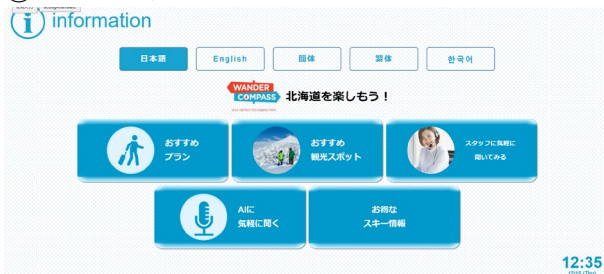 information
日本語
English
簡体
繁体
한국어
WANDER
COMPASS
北海道を楽しもう！
おすすめ
プラン
おすすめ
観光スポット
スタッフに気軽に
聞いてみる
AIに
気軽に聞く
お得な
スキー情報
12:35